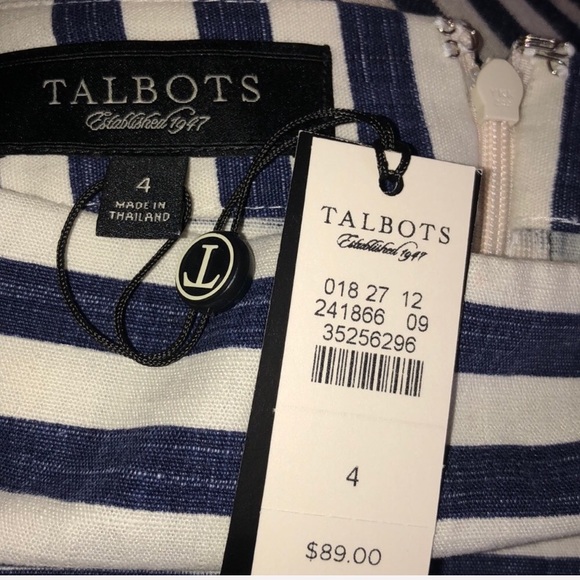 TALBOTS
Established 1947
4
MADE IN
THAILAND
T
TALBOTS
Established 1947
018 27 12
241866 09
35256296
4
$89.00